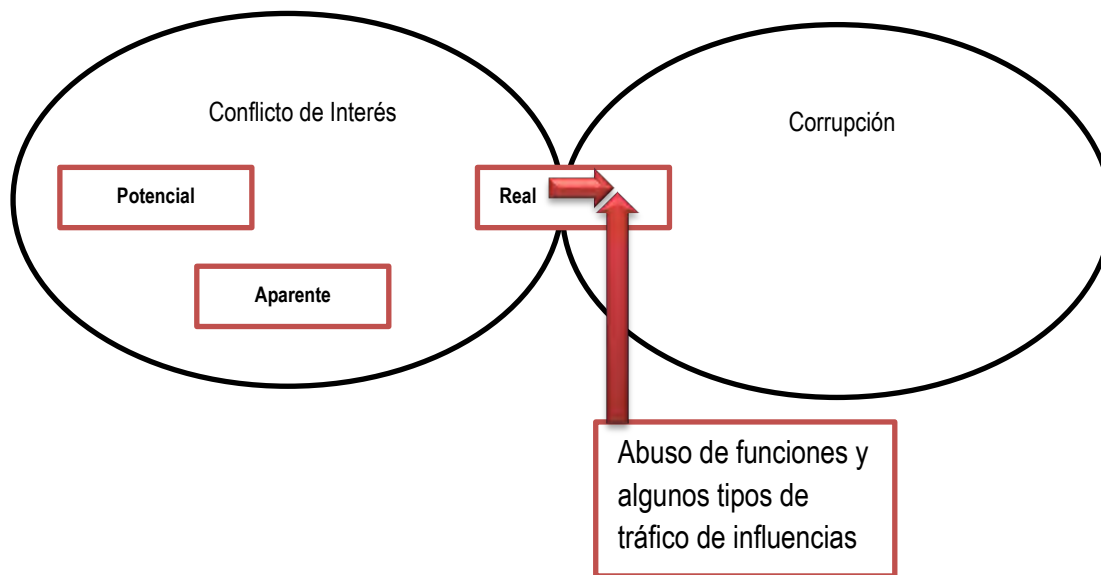 Conflicto de Interés
Corrupción
Potencial
Real
Aparente
Abuso de funciones y
algunos tipos de
tráfico de influencias